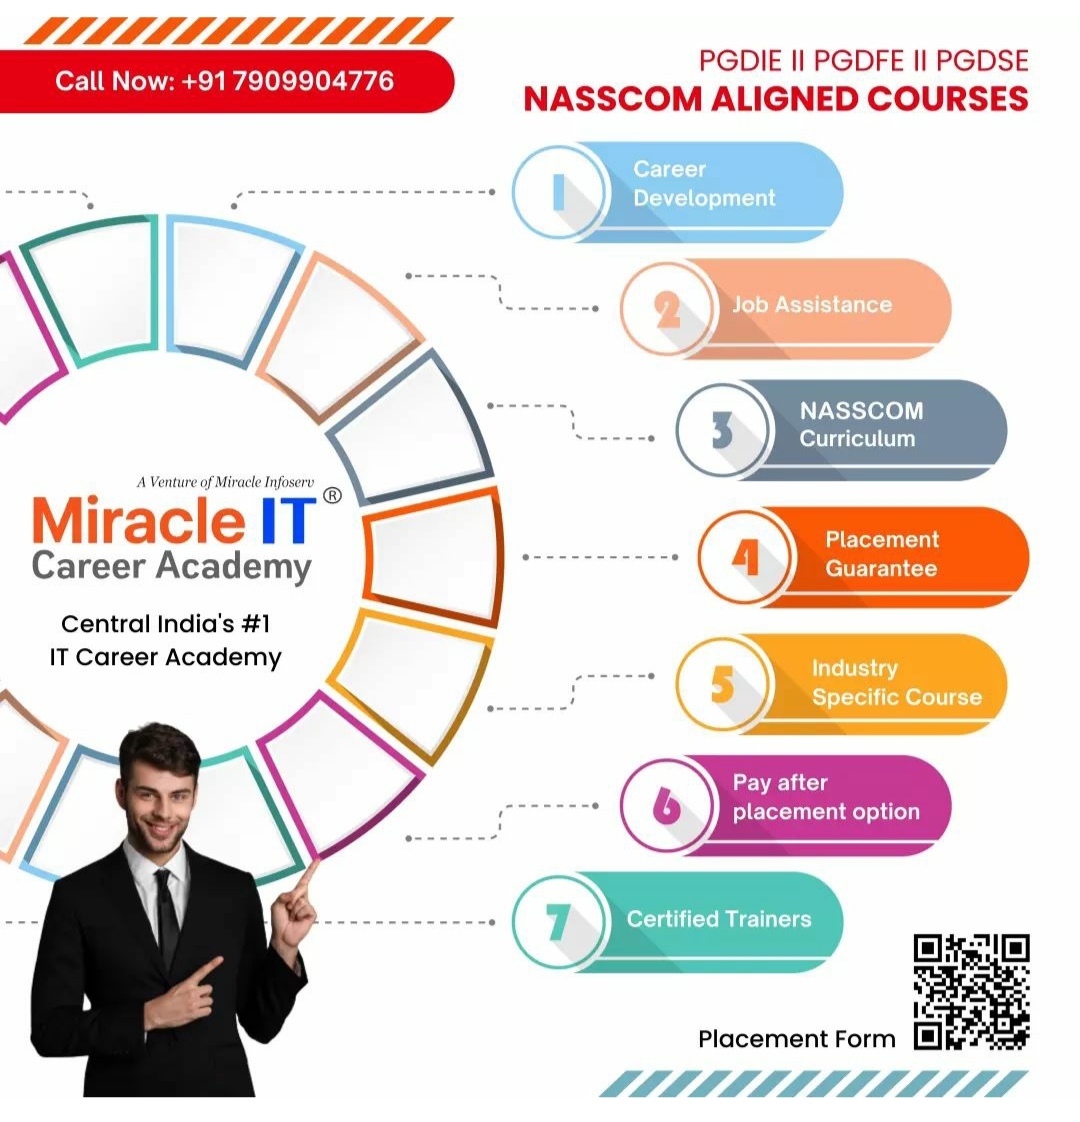 Call Now: +91 7909904776
PGDIE II PGDFE II PGDSE
NASSCOM ALIGNED COURSES
1
Career
Development
2
Job Assistance
3
NASSCOM
Curriculum
4
Placement
Guarantee
5
Industry
Specific Course
6
Pay after
placement option
7
Certified Trainers
A Venture of Miracle Infoserv
Miracle IT ®
Career Academy
Central India's #1
IT Career Academy
Placement Form